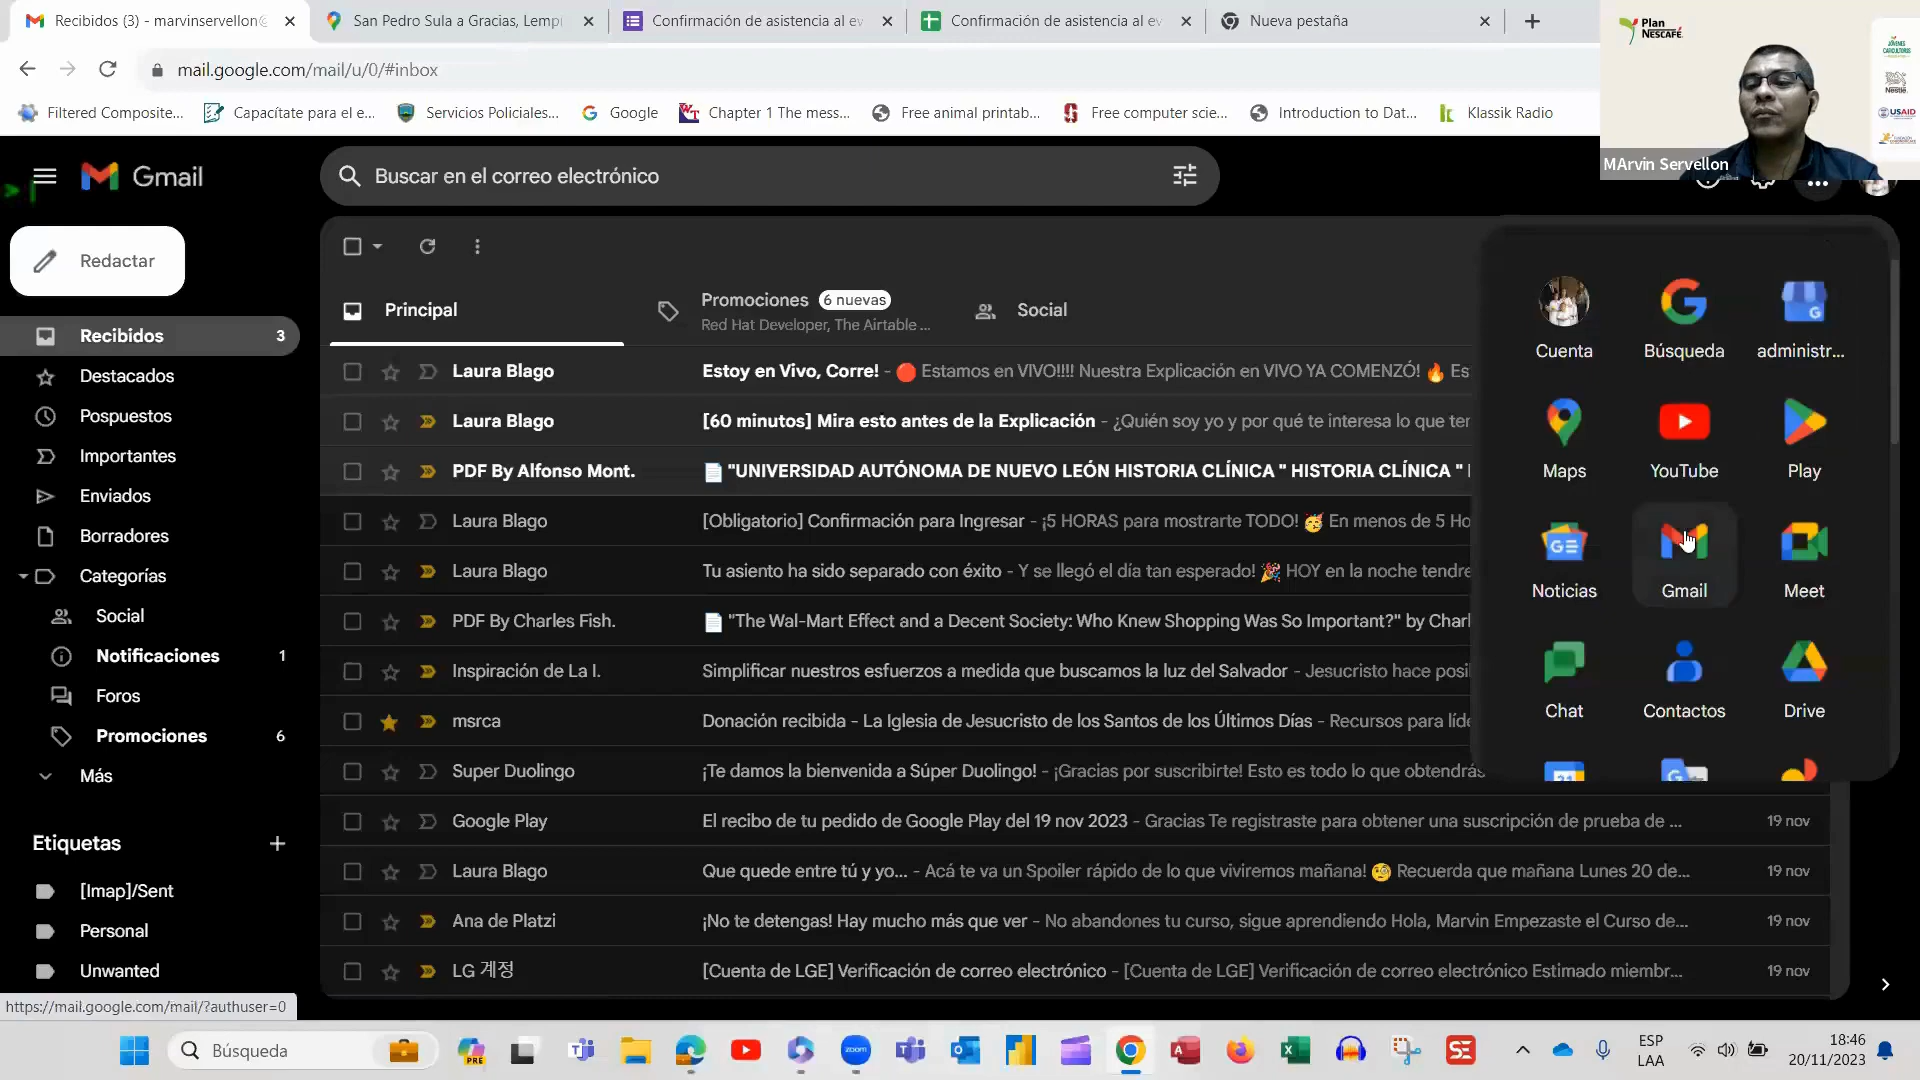 Recibidos (3) - marvinservellon@
San Pedro Sula a Gracias, Lempi
Confirmación de asistencia al ev
Confirmación de asistencia al ev
Nueva pestaña
mail.google.com/mail/u/0/#inbox
Filtered Composite...
Capacítate para el e...
Servicios Policiales...
Google
Chapter 1 The mess...
Free animal printab...
Free computer scie...
Introduction to Dat...
Klassik Radio
Plan
NESCAFÉ
Nestlé
USAID
MArvin Servellon
Gmail
Buscar en el correo electrónico
Redactar
Recibidos 3
Destacados
Pospuestos
Importantes
Enviados
Borradores
Categorías
Social
Notificaciones 1
Foros
Promociones 6
Más
Etiquetas
[Imap]/Sent
Personal
Unwanted
https://mail.google.com/mail/?authuser=0
Principal
Promociones 6 nuevas
Red Hat Developer, The Airtable ...
Social
Laura Blago Estoy en Vivo, Corre! - 🔴 Estamos en VIVO!!!! Nuestra Explicación en VIVO YA COMENZÓ! 🔥 Es
Laura Blago [60 minutos] Mira esto antes de la Explicación - ¿Quién soy yo y por qué te interesa lo que ter
PDF By Alfonso Mont. 📄 "UNIVERSIDAD AUTÓNOMA DE NUEVO LEÓN HISTORIA CLÍNICA " HISTORIA CLÍNICA "
Laura Blago [Obligatorio] Confirmación para Ingresar - ¡5 HORAS para mostrarte TODO! 🥳 En menos de 5 Ho
Laura Blago Tu asiento ha sido separado con éxito - Y se llegó el día tan esperado! 🎉 HOY en la noche tendre
PDF By Charles Fish. 📄 "The Wal-Mart Effect and a Decent Society: Who Knew Shopping Was So Important?" by Charl
Inspiración de La I. Simplificar nuestros esfuerzos a medida que buscamos la luz del Salvador - Jesucristo hace posi
msrca Donación recibida - La Iglesia de Jesucristo de los Santos de los Últimos Días - Recursos para líde
Super Duolingo ¡Te damos la bienvenida a Súper Duolingo! - ¡Gracias por suscribirte! Esto es todo lo que obtendrás
Google Play El recibo de tu pedido de Google Play del 19 nov 2023 - Gracias Te registraste para obtener una suscripción de prueba de ... 19 nov
Laura Blago Que quede entre tú y yo... - Acá te va un Spoiler rápido de lo que viviremos mañana! 🧐 Recuerda que mañana Lunes 20 de... 19 nov
Ana de Platzi ¡No te detengas! Hay mucho más que ver - No abandones tu curso, sigue aprendiendo Hola, Marvin Empezaste el Curso de... 19 nov
LG 계정 [Cuenta de LGE] Verificación de correo electrónico - [Cuenta de LGE] Verificación de correo electrónico Estimado miembr... 19 nov
Cuenta
Búsqueda
administr...
Maps
YouTube
Play
Noticias
Gmail
Meet
Chat
Contactos
Drive
Búsqueda
PRE
zoom
SE
ESP
LAA
18:46
20/11/2023